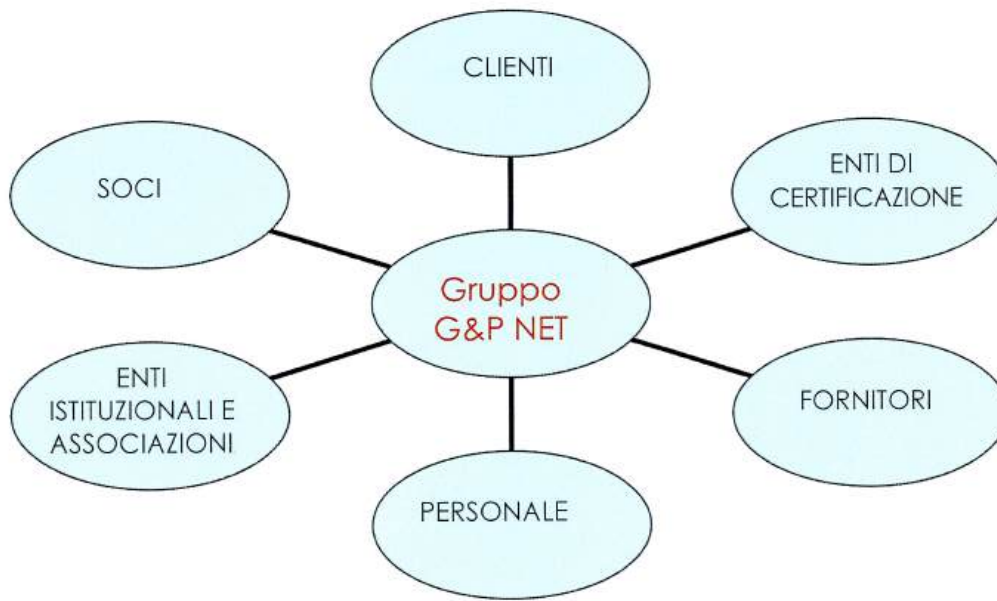 CLIENTI
SOCI
ENTI DI
CERTIFICAZIONE
Gruppo
G&P NET
ENTI
ISTITUZIONALI E
ASSOCIAZIONI
FORNITORI
PERSONALE